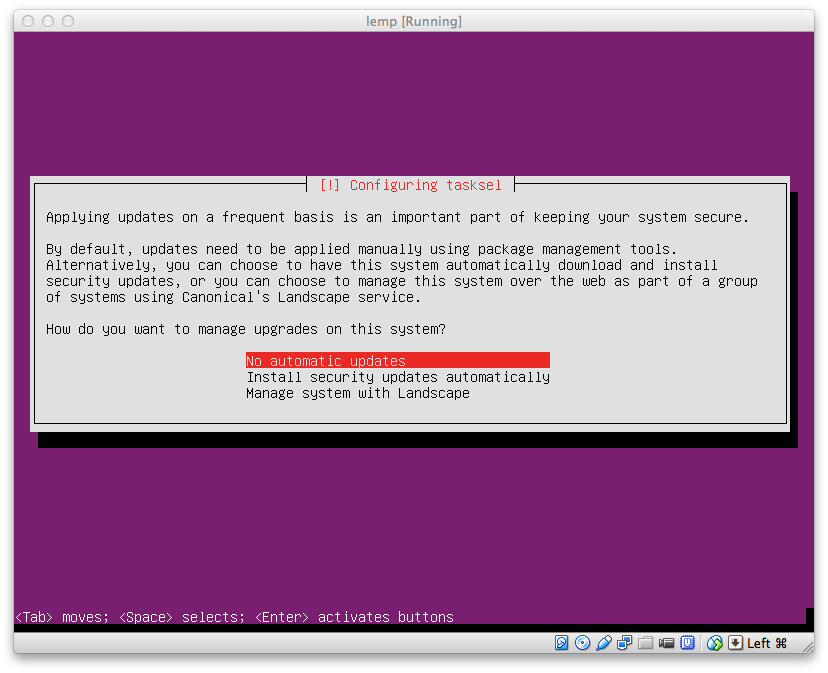 lemp [Running]
[!] Configuring tasksel
Applying updates on a frequent basis is an important part of keeping your system secure.
By default, updates need to be applied manually using package management tools.
Alternatively, you can choose to have this system automatically download and install
security updates, or you can choose to manage this system over the web as part of a group
of systems using Canonical's Landscape service.
How do you want to manage upgrades on this system?
No automatic updates
Install security updates automatically
Manage system with Landscape
<Tab> moves; <Space> selects; <Enter> activates buttons
Left ⌘